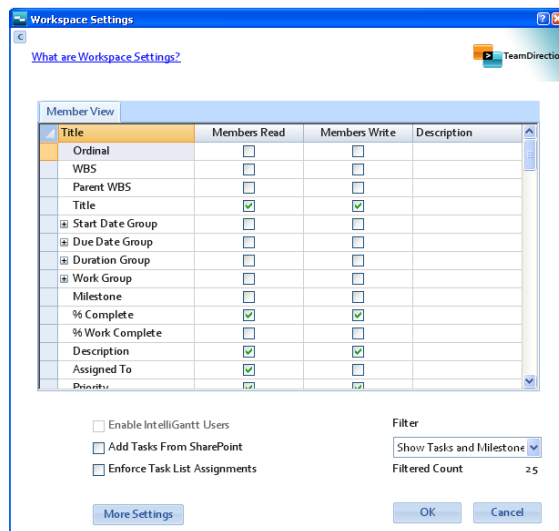 Workspace Settings
C
What are Workspace Settings?
TeamDirectio
Member View
Title Members Read Members Write Description
Ordinal
WBS
Parent WBS
Title
Start Date Group
Due Date Group
Duration Group
Work Group
Milestone
% Complete
% Work Complete
Description
Assigned To
Priority
Enable IntelliGantt Users
Add Tasks From SharePoint
Enforce Task List Assignments
Filter
Show Tasks and Milestone
Filtered Count 25
More Settings
OK Cancel